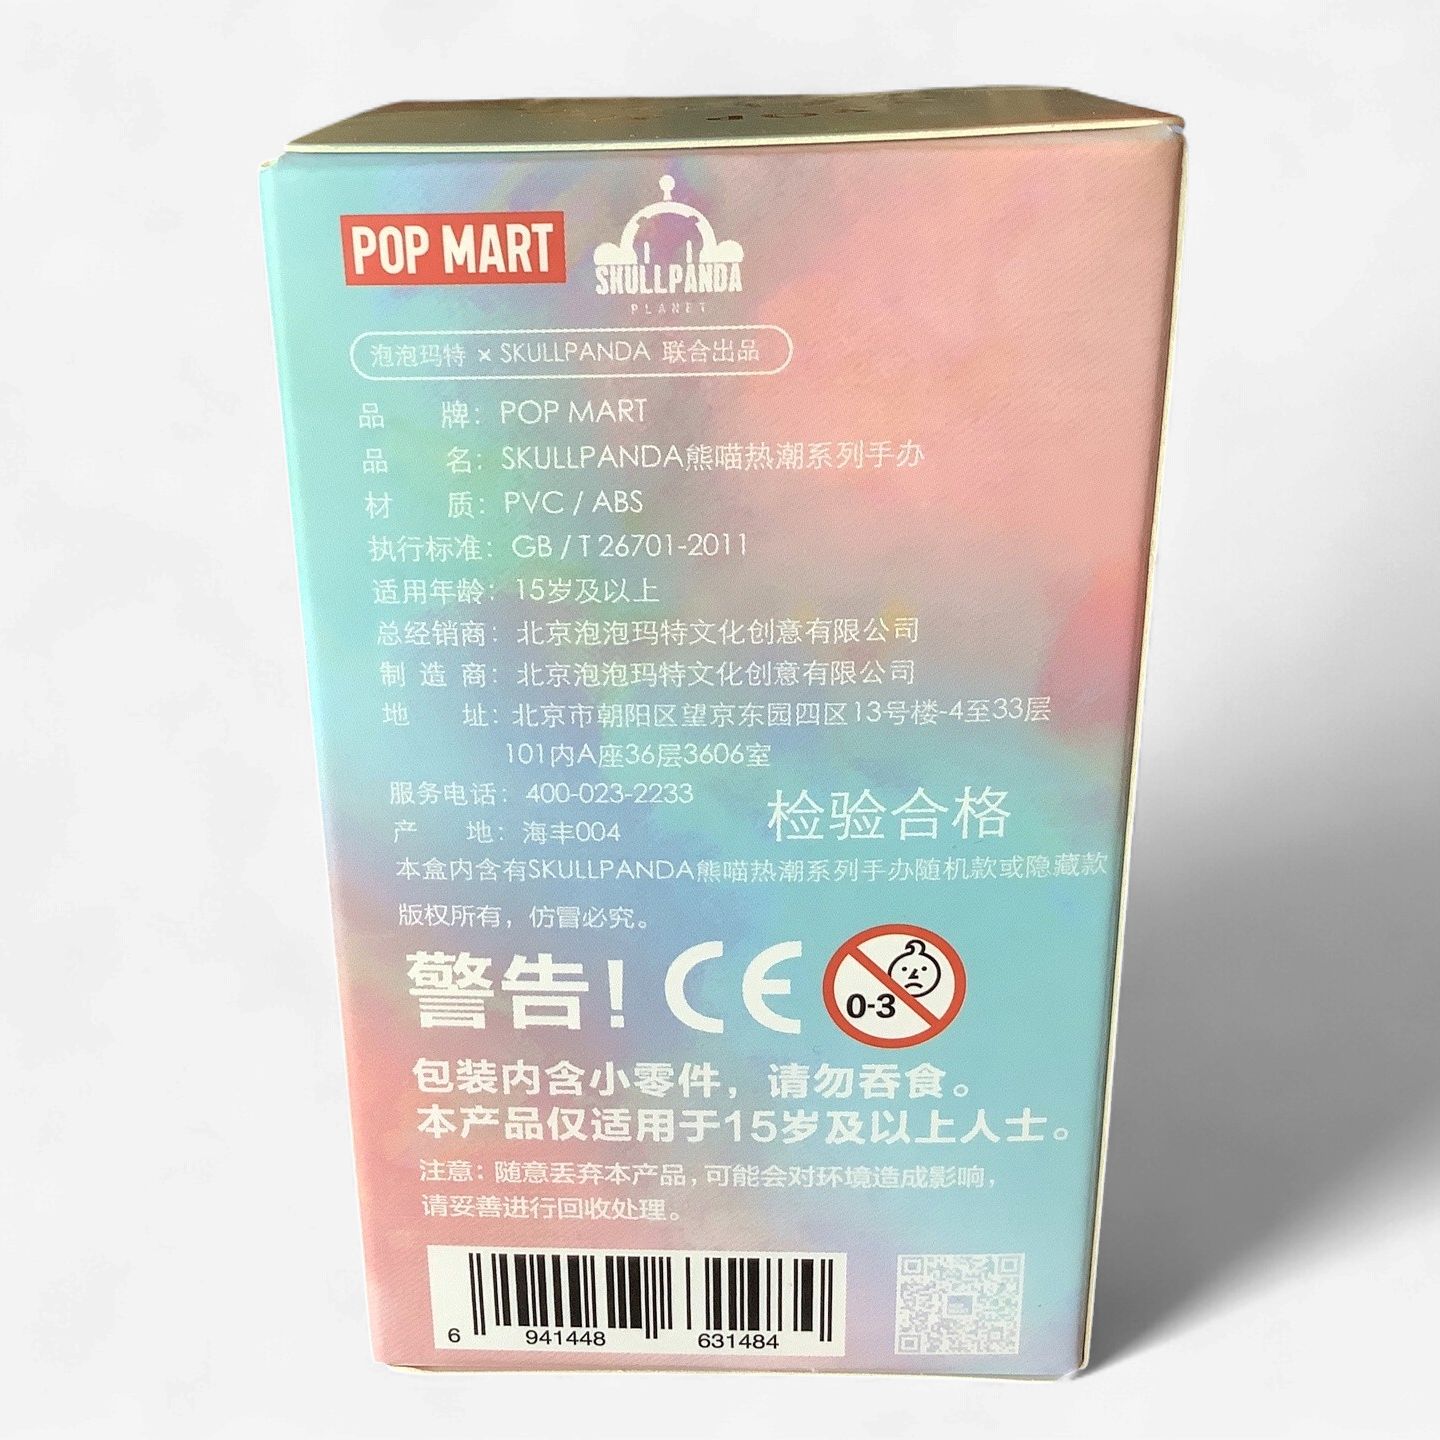 POP MART
SKULLPANDA
PLANET
泡泡玛特 × SKULLPANDA 联合出品
品 牌: POP MART
品 名: SKULLPANDA熊喵热潮系列手办
材 质: PVC / ABS
执行标准: GB / T 26701-2011
适用年龄: 15岁及以上
总经销商: 北京泡泡玛特文化创意有限公司
制 造 商: 北京泡泡玛特文化创意有限公司
地 址: 北京市朝阳区望京东园四区13号楼-4至33层
101内A座36层3606室
服务电话: 400-023-2233
产 地: 海丰004
检验合格
本盒内含有SKULLPANDA熊喵热潮系列手办随机款或隐藏款
版权所有，仿冒必究。
警告! CE
0-3
包装内含小零件，请勿吞食。
本产品仅适用于15岁及以上人士。
注意: 随意丢弃本产品，可能会对环境造成影响，
请妥善进行回收处理。
6 941448 631484